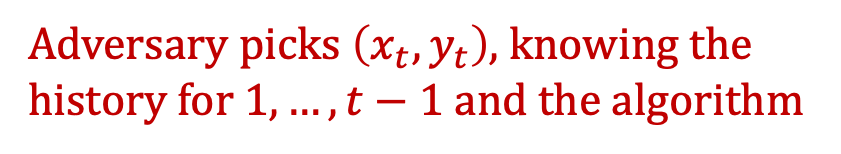 Adversary picks (xₜ, yₜ), knowing the
history for 1, … , t − 1 and the algorithm